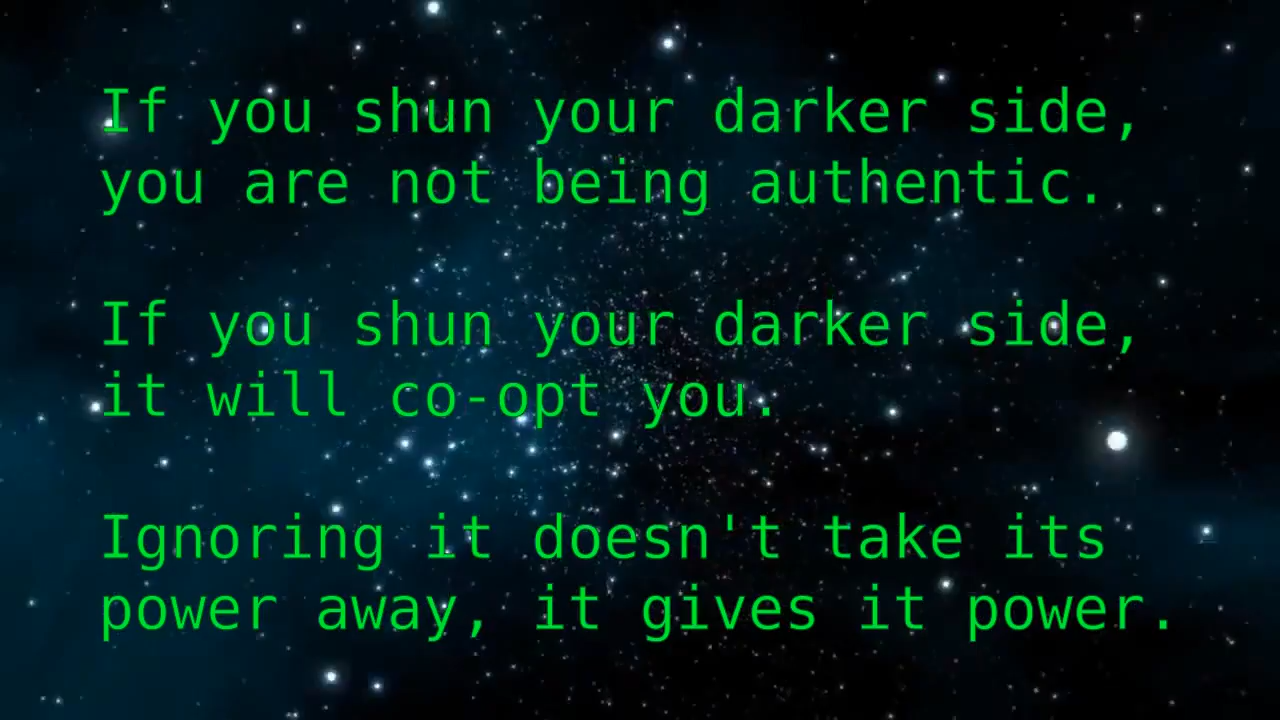 If you shun your darker side,
you are not being authentic.
If you shun your darker side,
it will co-opt you.
Ignoring it doesn't take its
power away, it gives it power.